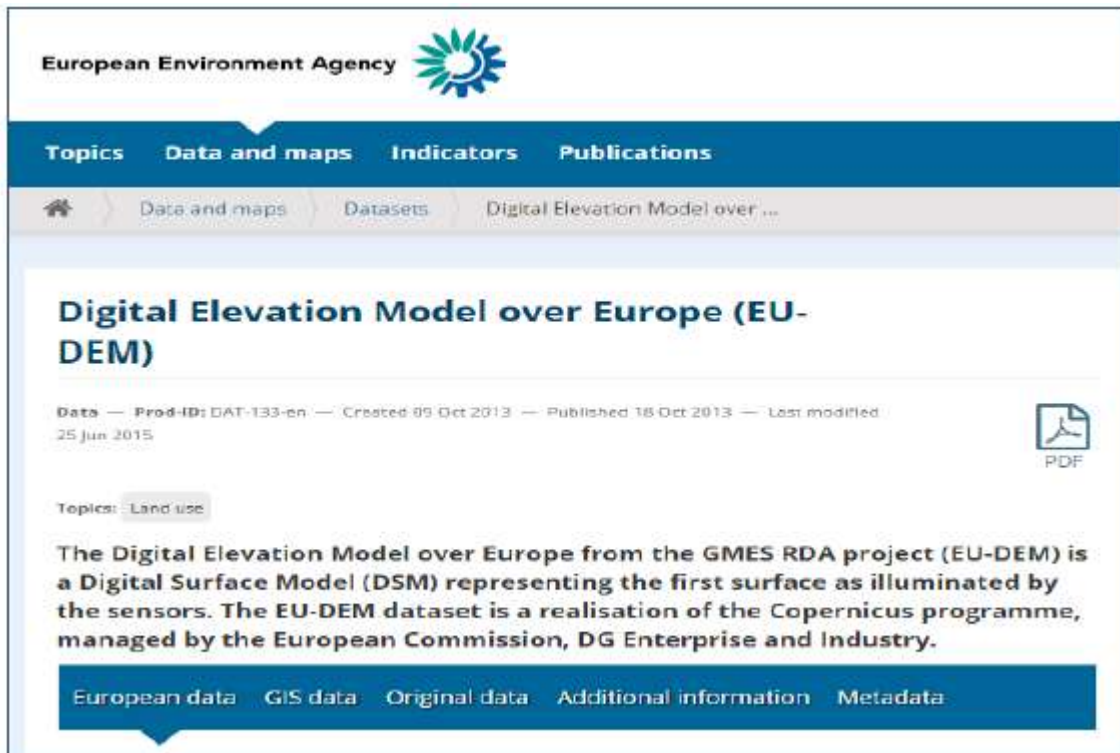 European Environment Agency
Topics Data and maps Indicators Publications
Data and maps Datasets Digital Elevation Model over ...
Digital Elevation Model over Europe (EU-
DEM)
Data — Prod-ID: DAT-133-en — Created 09 Oct 2013 — Published 18 Oct 2013 — Last modified
25 Jun 2015
PDF
Topics: Land use
The Digital Elevation Model over Europe from the GMES RDA project (EU-DEM) is
a Digital Surface Model (DSM) representing the first surface as illuminated by
the sensors. The EU-DEM dataset is a realisation of the Copernicus programme,
managed by the European Commission, DG Enterprise and Industry.
European data GIS data Original data Additional information Metadata